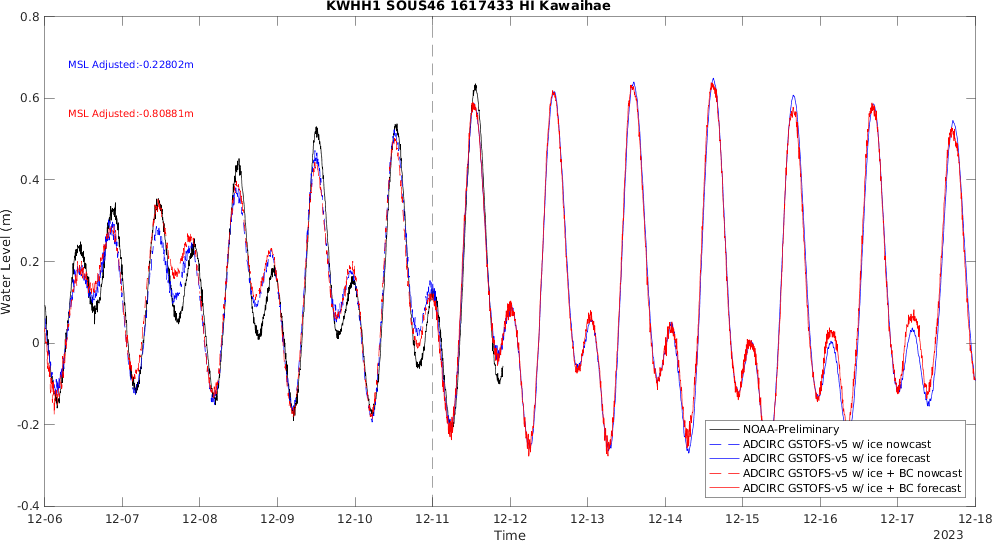 KWHH1 SOUS46 1617433 HI Kawaihae
0.8
0.6
0.4
0.2
0
-0.2
-0.4
Water Level (m)
MSL Adjusted:-0.22802m
MSL Adjusted:-0.80881m
NOAA-Preliminary
ADCIRC GSTOFS-v5 w/ ice nowcast
ADCIRC GSTOFS-v5 w/ ice forecast
ADCIRC GSTOFS-v5 w/ ice + BC nowcast
ADCIRC GSTOFS-v5 w/ ice + BC forecast
12-06 12-07 12-08 12-09 12-10 12-11 12-12 12-13 12-14 12-15 12-16 12-17 12-18
Time
2023